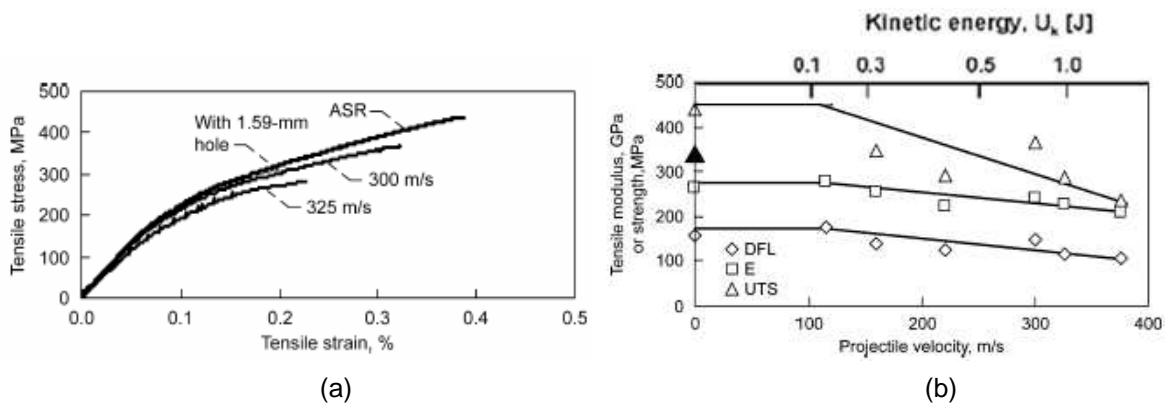 500
400
300
200
100
0
Tensile stress, MPa
With 1.59-mm
hole
ASR
300 m/s
325 m/s
0.0 0.1 0.2 0.3 0.4 0.5
Tensile strain, %
(a)
Kinetic energy, Uk [J]
0.1 0.3 0.5 1.0
500
400
300
200
100
0
Tensile modulus, GPa
or strength,MPa
DFL
E
UTS
0 100 200 300 400
Projectile velocity, m/s
(b)